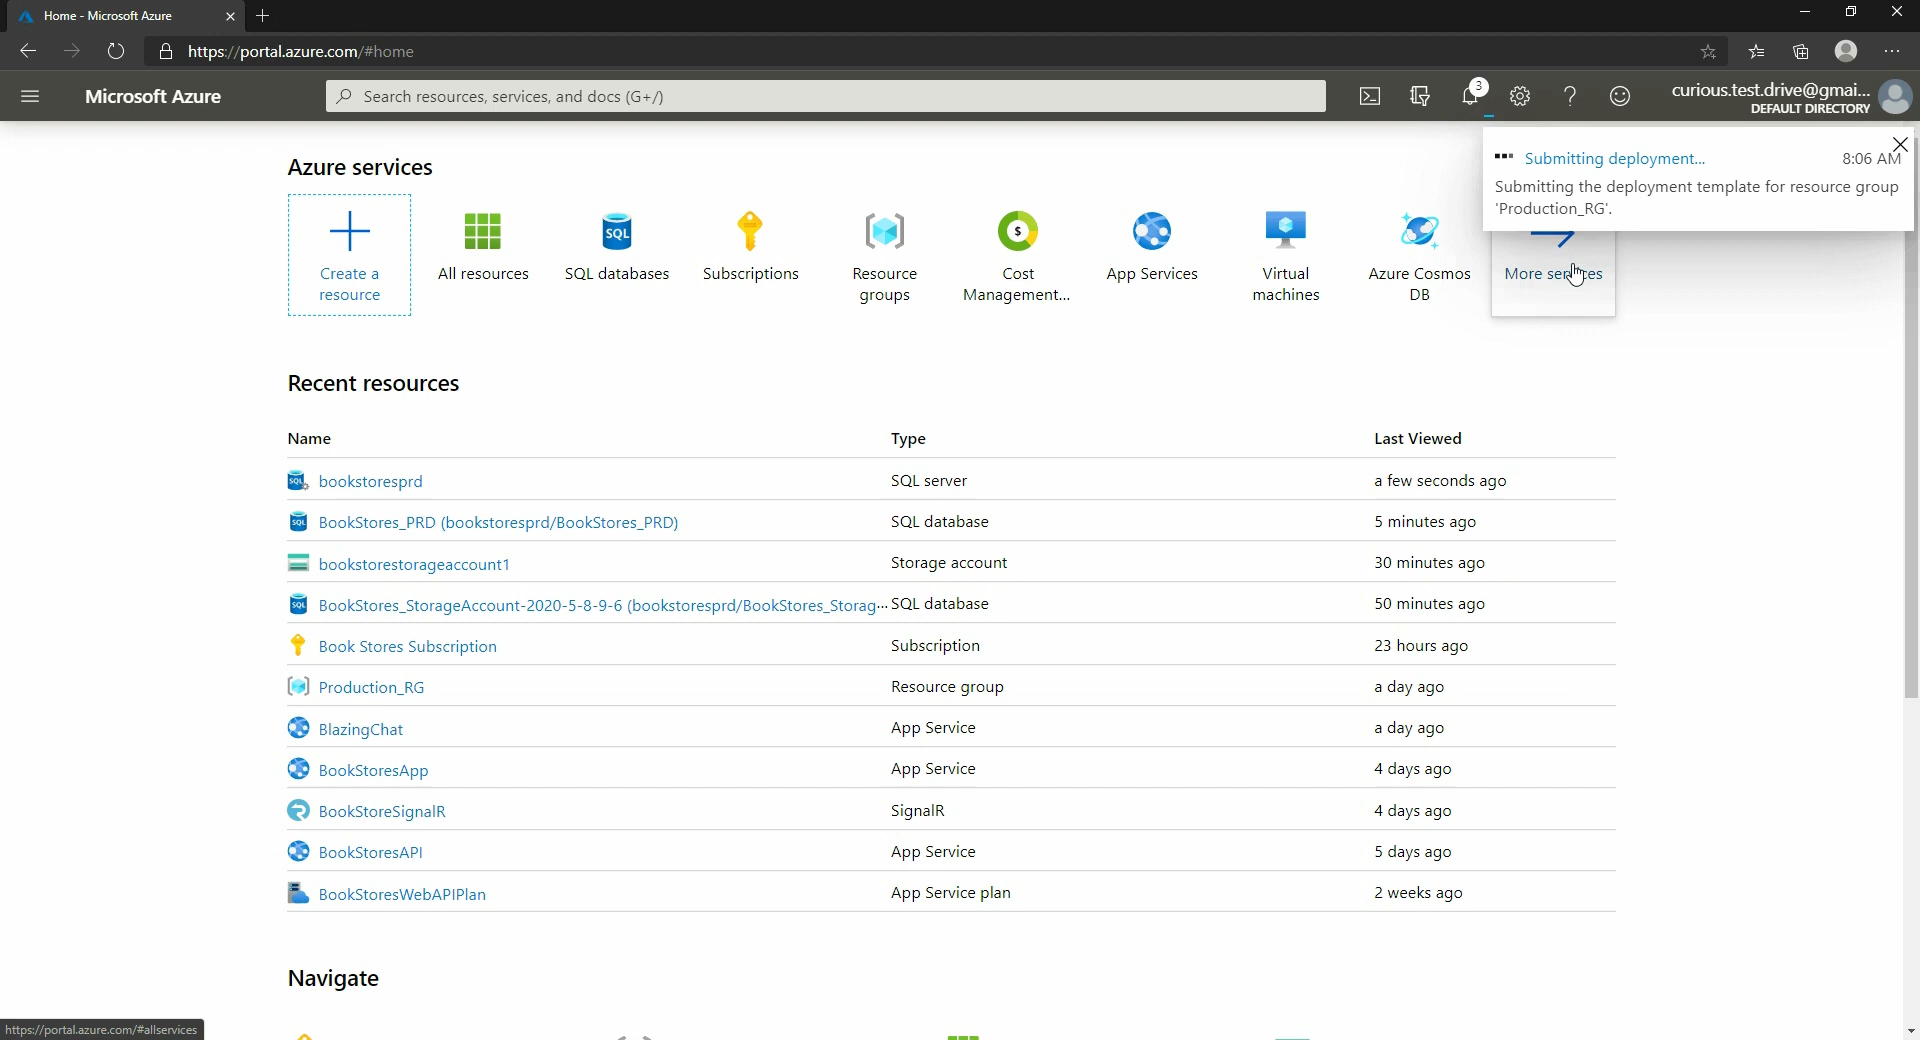 Home - Microsoft Azure
https://portal.azure.com/#home
Microsoft Azure
Search resources, services, and docs (G+/)
3
curious.test.drive@gmai...
DEFAULT DIRECTORY
Submitting deployment...
8:06 AM
Submitting the deployment template for resource group
'Production_RG'.
Azure services
Create a
resource
All resources
SQL
SQL databases
Subscriptions
Resource
groups
$
Cost
Management...
App Services
Virtual
machines
Azure Cosmos
DB
More services
Recent resources
Name Type Last Viewed
SQL bookstoresprd SQL server a few seconds ago
SQL BookStores_PRD (bookstoresprd/BookStores_PRD) SQL database 5 minutes ago
bookstorestorageaccount1 Storage account 30 minutes ago
SQL BookStores_StorageAccount-2020-5-8-9-6 (bookstoresprd/BookStores_Storag... SQL database 50 minutes ago
Book Stores Subscription Subscription 23 hours ago
Production_RG Resource group a day ago
BlazingChat App Service a day ago
BookStoresApp App Service 4 days ago
BookStoreSignalR SignalR 4 days ago
BookStoresAPI App Service 5 days ago
BookStoresWebAPIPlan App Service plan 2 weeks ago
Navigate
https://portal.azure.com/#allservices